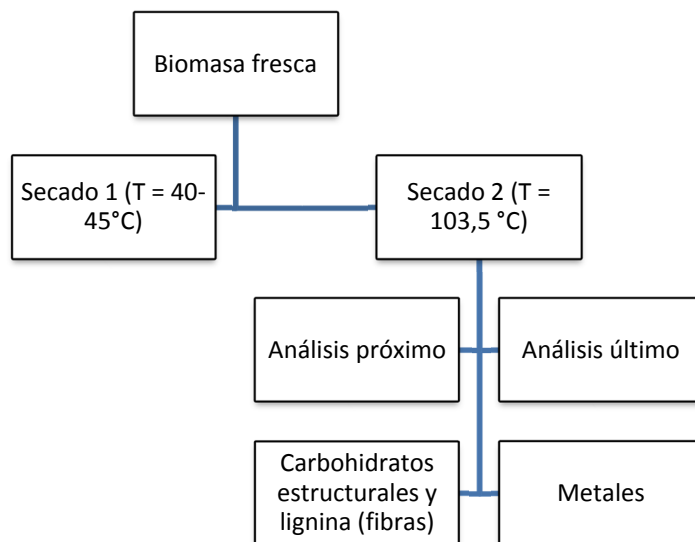 Biomasa fresca
Secado 1 (T = 40-
45°C)
Secado 2 (T =
103,5 °C)
Análisis próximo
Análisis último
Carbohidratos
estructurales y
lignina (fibras)
Metales